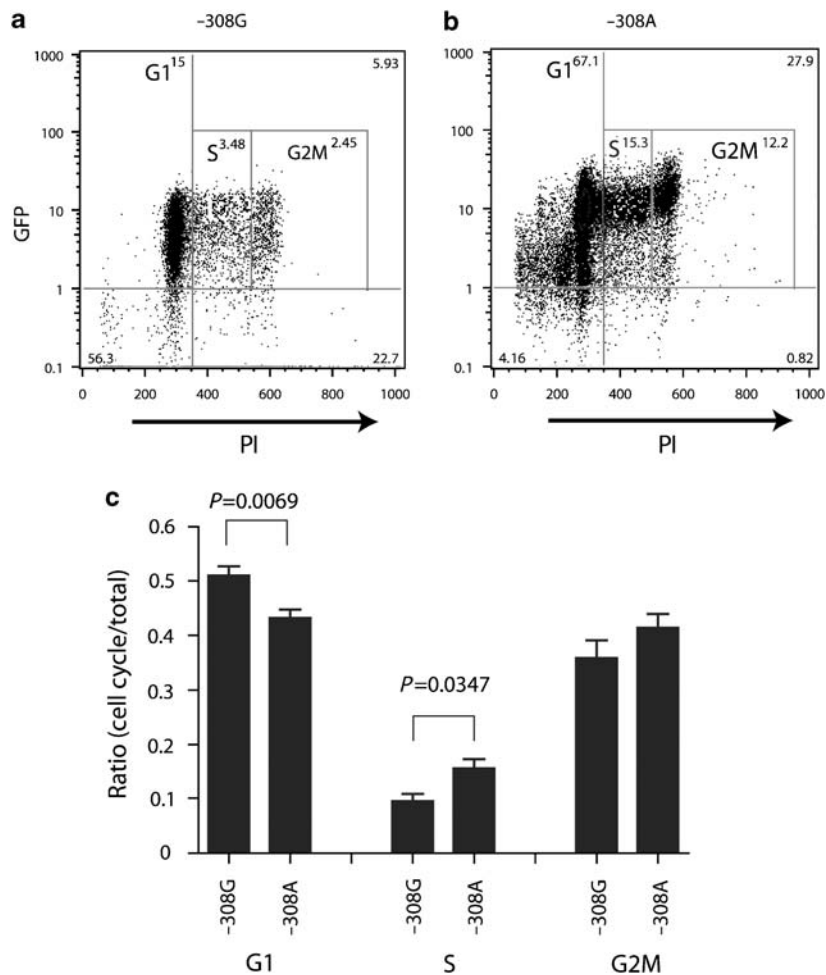 a
–308G
1000
100
10
1
0.1
GFP
G1 15
5.93
S 3.48
G2M 2.45
56.3
22.7
0 200 400 600 800 1000
PI
b
–308A
1000
100
10
1
0.1
G1 67.1
27.9
S 15.3
G2M 12.2
4.16
0.82
0 200 400 600 800 1000
PI
c
P=0.0069
P=0.0347
Ratio (cell cycle/total)
0.6
0.5
0.4
0.3
0.2
0.1
0
–308G
–308A
–308G
–308A
–308G
–308A
G1 S G2M